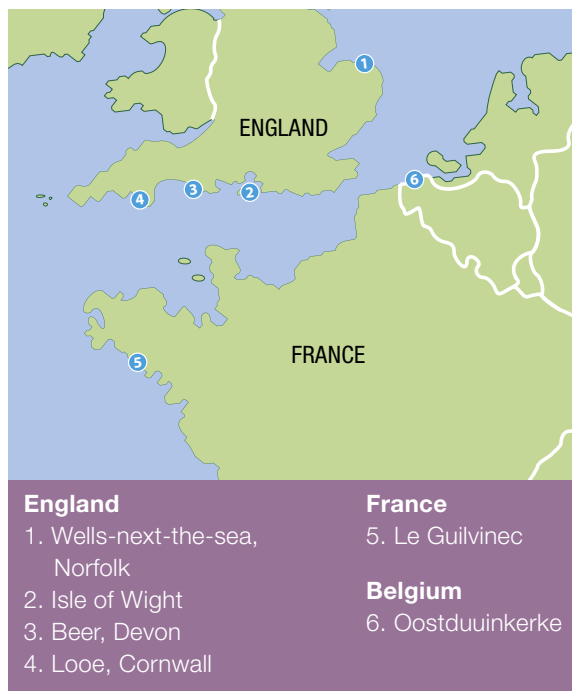 1
ENGLAND
6
3
2
4
FRANCE
5
England
1. Wells-next-the-sea,
Norfolk
2. Isle of Wight
3. Beer, Devon
4. Looe, Cornwall
France
5. Le Guilvinec
Belgium
6. Oostduuinkerke